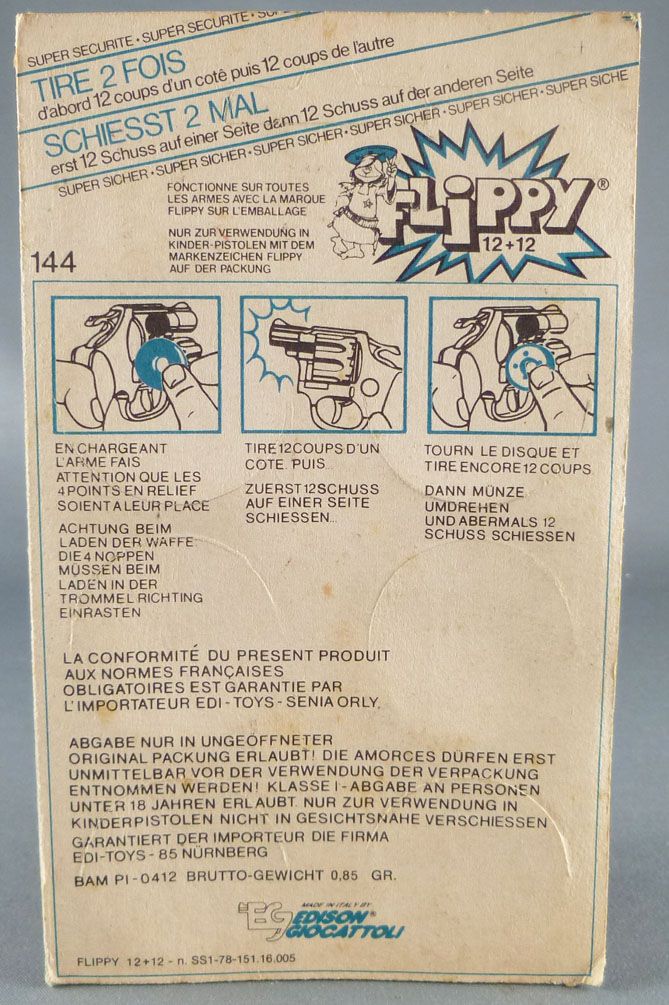 SUPER SECURITE • SUPER SECURITE •
TIRE 2 FOIS
d'abord 12 coups d'un coté puis 12 coups de l'autre
SCHIESST 2 MAL
erst 12 Schuss auf einer Seite dann 12 Schuss auf der anderen Seite
SUPER SICHER • SUPER SICHER • SUPER SICHER • SUPER SICHER • SUPER SICHER • SUPER SICHE
FONCTIONNE SUR TOUTES
LES ARMES AVEC LA MARQUE
FLIPPY SUR L'EMBALLAGE
NUR ZUR VERWENDUNG IN
KINDER-PISTOLEN MIT DEM
MARKENZEICHEN FLIPPY
AUF DER PACKUNG
FLIPPY®
12+12
144
EN CHARGEANT
L'ARME FAIS
ATTENTION QUE LES
4 POINTS EN RELIEF
SOIENT A LEUR PLACE
ACHTUNG BEIM
LADEN DER WAFFE.
DIE 4 NOPPEN
MÜSSEN BEIM
LADEN IN DER
TROMMEL RICHTING
EINRASTEN
TIRE 12 COUPS D'UN
COTE PUIS...
ZUERST 12 SCHUSS
AUF EINER SEITE
SCHIESSEN...
TOURN LE DISQUE ET
TIRE ENCORE 12 COUPS
DANN MÜNZE
UMDREHEN
UND ABERMALS 12
SCHUSS SCHIESSEN
LA CONFORMITÉ DU PRESENT PRODUIT
AUX NORMES FRANÇAISES
OBLIGATOIRES EST GARANTIE PAR
L'IMPORTATEUR EDI-TOYS - SENIA ORLY.
ABGABE NUR IN UNGEÖFFNETER
ORIGINAL PACKUNG ERLAUBT! DIE AMORCES DÜRFEN ERST
UNMITTELBAR VOR DER VERWENDUNG DER VERPACKUNG
ENTNOMMEN WERDEN! KLASSE I - ABGABE AN PERSONEN
UNTER 18 JAHREN ERLAUBT. NUR ZUR VERWENDUNG IN
KINDERPISTOLEN NICHT IN GESICHTSNÄHE VERSCHIESSEN
GARANTIERT DER IMPORTEUR DIE FIRMA
EDI-TOYS - 85 NÜRNBERG
BAM PI-0412 BRUTTO-GEWICHT 0,85 GR.
MADE IN ITALY BY
EG EDISON®
GIOCATTOLI
FLIPPY 12+12 - n. SS1-78-151.16.005